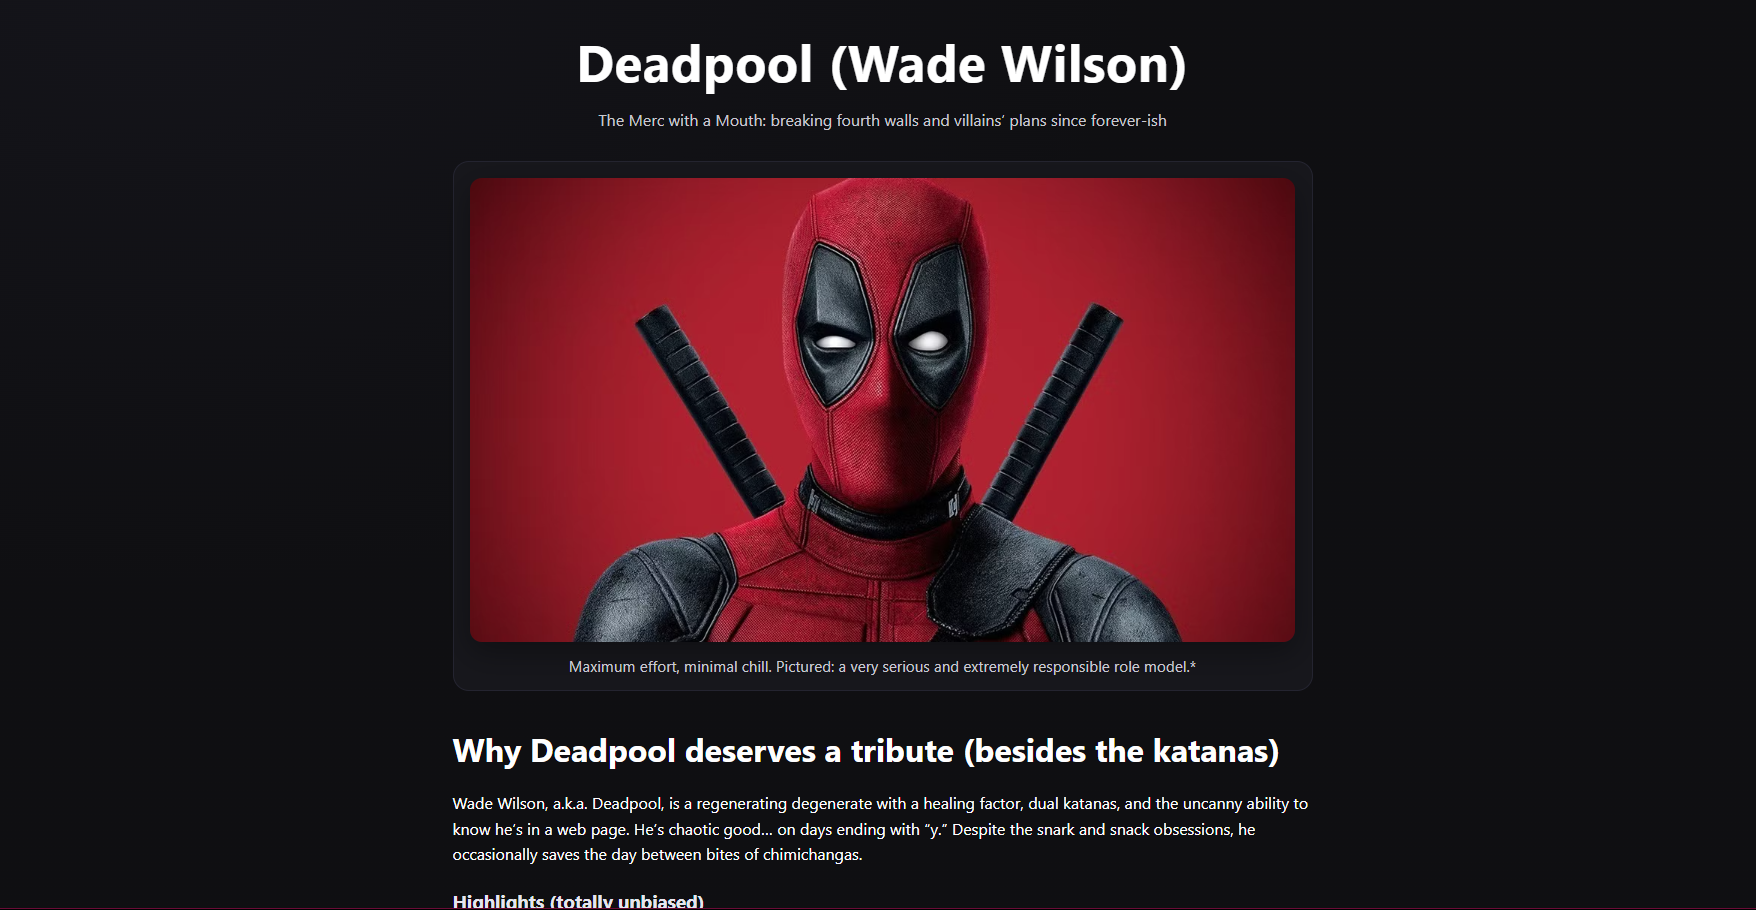 Deadpool (Wade Wilson)
The Merc with a Mouth: breaking fourth walls and villains’ plans since forever-ish
Maximum effort, minimal chill. Pictured: a very serious and extremely responsible role model.*
Why Deadpool deserves a tribute (besides the katanas)
Wade Wilson, a.k.a. Deadpool, is a regenerating degenerate with a healing factor, dual katanas, and the uncanny ability to
know he’s in a web page. He’s chaotic good… on days ending with “y.” Despite the snark and snack obsessions, he
occasionally saves the day between bites of chimichangas.
Highlights (totally unbiased)